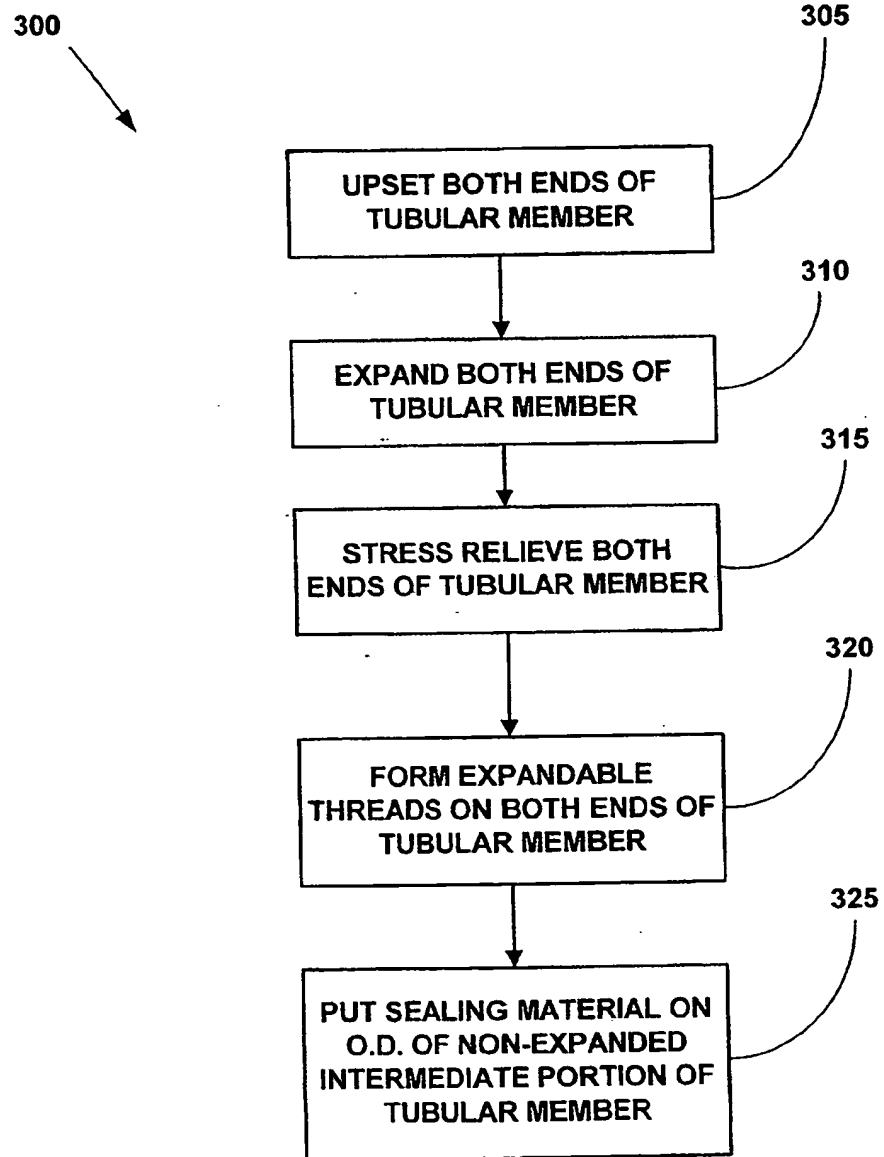 300
305
UPSET BOTH ENDS OF
TUBULAR MEMBER
310
EXPAND BOTH ENDS OF
TUBULAR MEMBER
315
STRESS RELIEVE BOTH
ENDS OF TUBULAR MEMBER
320
FORM EXPANDABLE
THREADS ON BOTH ENDS OF
TUBULAR MEMBER
325
PUT SEALING MATERIAL ON
O.D. OF NON-EXPANDED
INTERMEDIATE PORTION OF
TUBULAR MEMBER